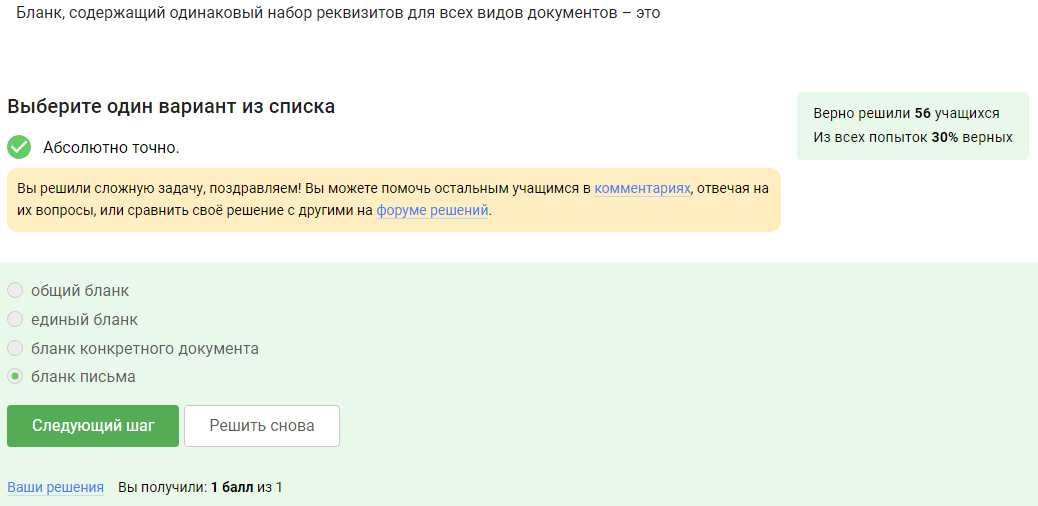 Бланк, содержащий одинаковый набор реквизитов для всех видов документов – это
Выберите один вариант из списка
Абсолютно точно.
Вы решили сложную задачу, поздравляем! Вы можете помочь остальным учащимся в комментариях, отвечая на
их вопросы, или сравнить своё решение с другими на форуме решений.
Верно решили 56 учащихся
Из всех попыток 30% верных
общий бланк
единый бланк
бланк конкретного документа
бланк письма
Следующий шаг
Решить снова
Ваши решения
Вы получили: 1 балл из 1